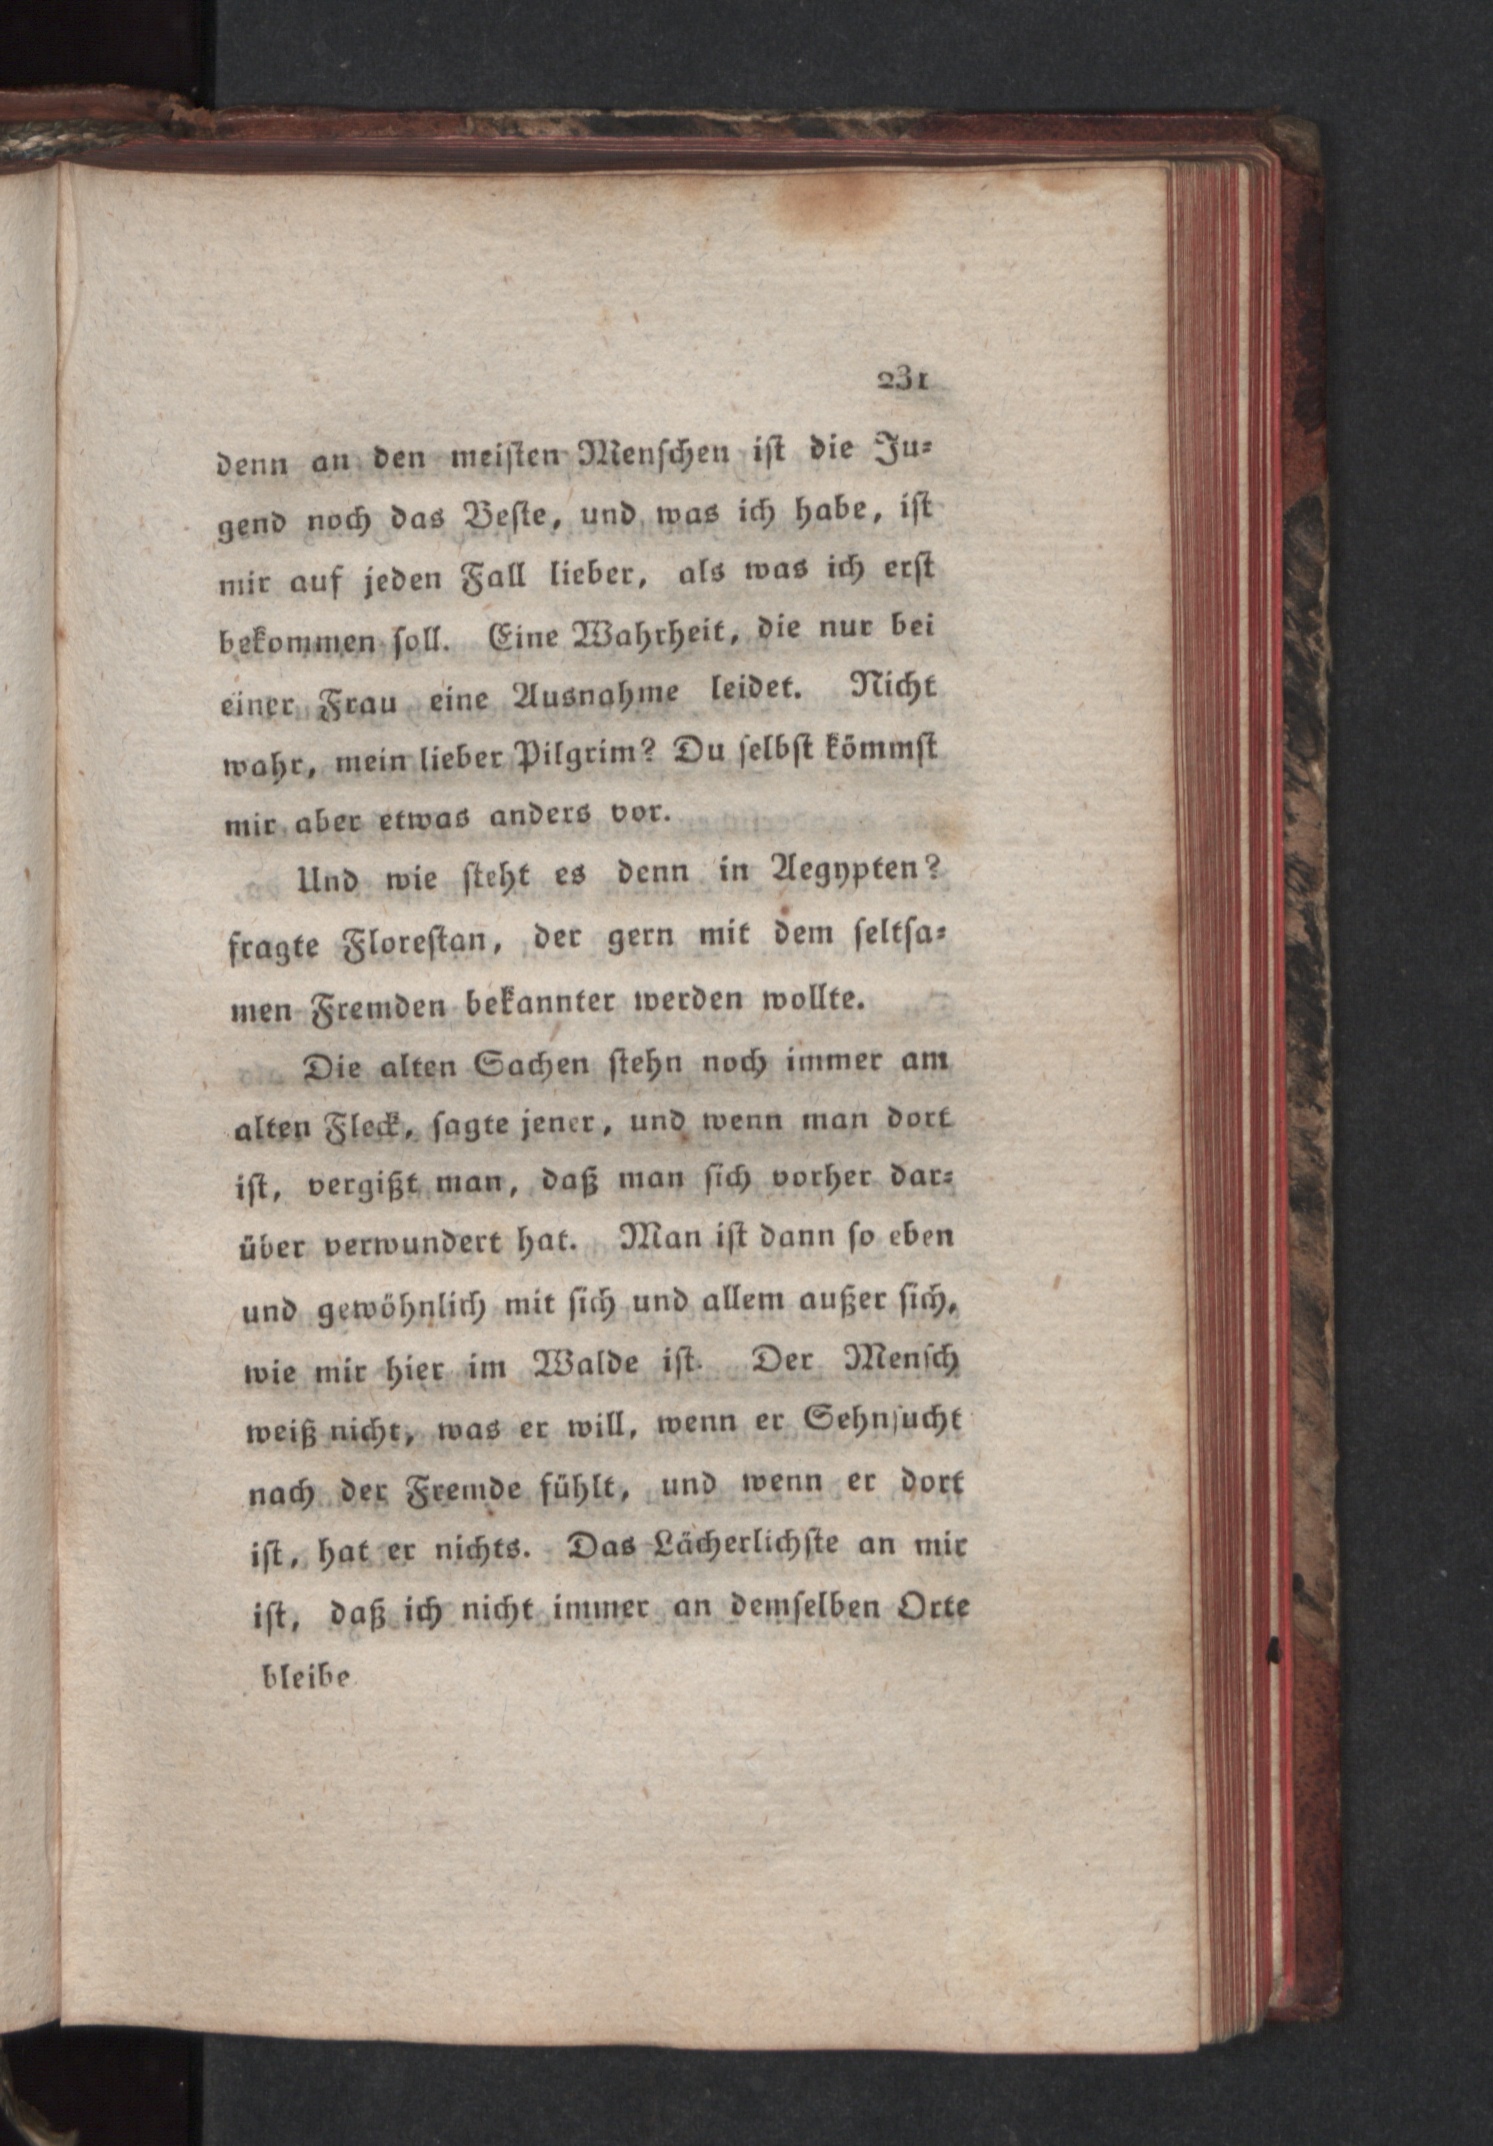 231
denn an den meiſten Menſchen iſt die Ju⸗
gend noch das Beſte, und was ich habe, iſt
mir auf jeden Fall lieber, als was ich erſt
bekommen ſoll. Eine Wahrheit, die nur bei
einer Frau eine Ausnahme leidet. Nicht
wahr, mein lieber Pilgrim? Du ſelbſt kömmſt
mir aber etwas anders vor.
Und wie ſteht es denn in Aegypten?
fragte Floreſtan, der gern mit dem ſeltſa⸗
men Fremden bekannter werden wollte.
Die alten Sachen ſtehn noch immer am
alten Fleck, ſagte jener, und wenn man dort
iſt, vergißt man, daß man ſich vorher dar⸗
über verwundert hat. Man iſt dann ſo eben
und gewöhnlich mit ſich und allem außer ſich,
wie mir hier im Walde iſt. Der Menſch
weiß nicht, was er will, wenn er Sehnſucht
nach der Fremde fühlt, und wenn er dort
iſt, hat er nichts. Das Lächerlichſte an mir
iſt, daß ich nicht immer an demſelben Orte
bleibe